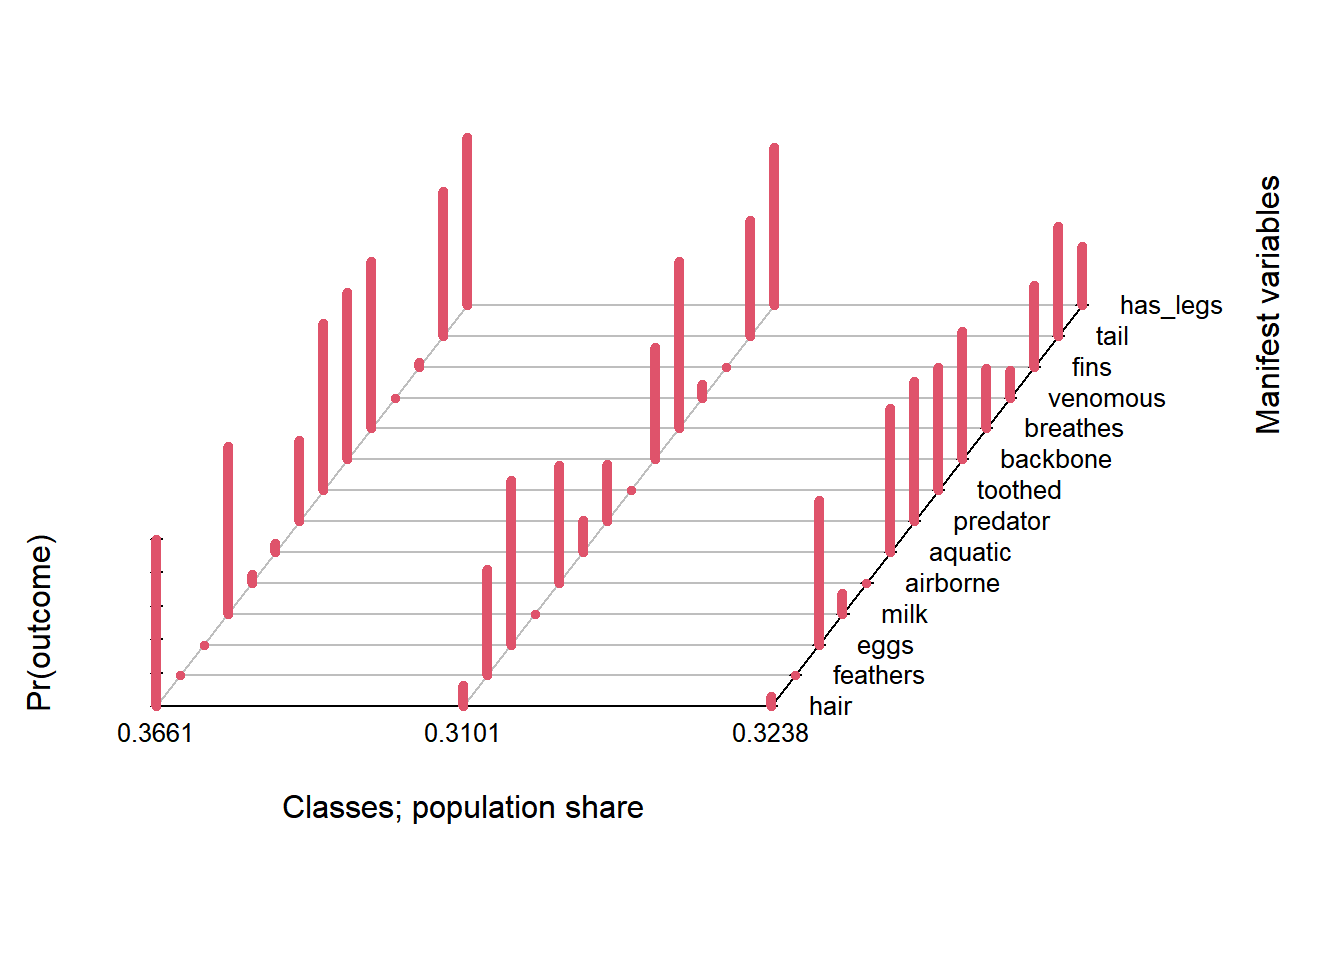 Manifest variables
has_legs
tail
fins
venomous
breathes
backbone
toothed
predator
aquatic
airborne
milk
eggs
feathers
hair
Pr(outcome)
0.3661 0.3101 0.3238
Classes; population share